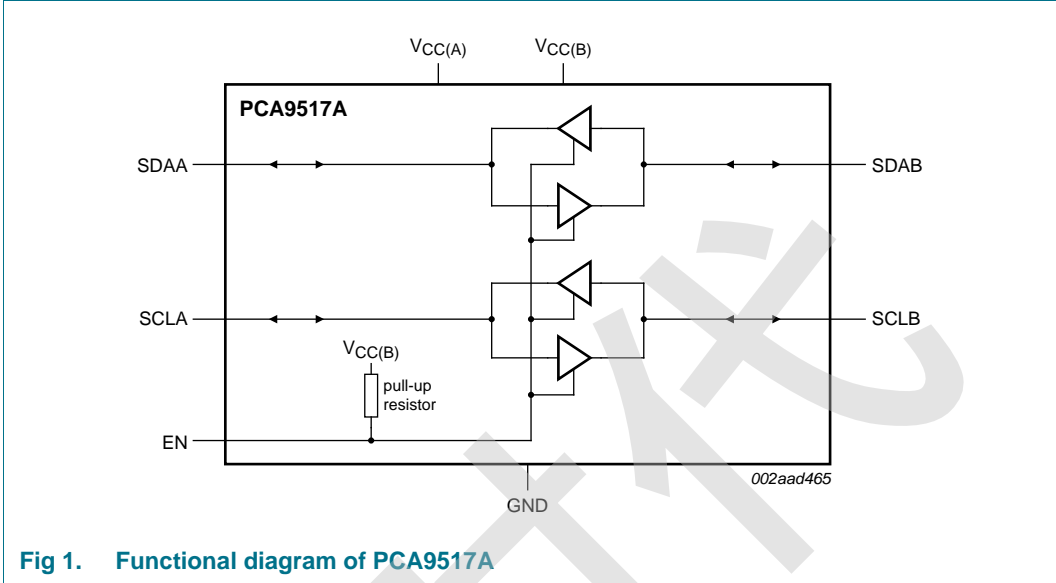 VCC(A)
VCC(B)
PCA9517A
SDAA
SDAB
SCLA
SCLB
VCC(B)
pull-up
resistor
EN
002aad465
GND
Fig 1. Functional diagram of PCA9517A
代